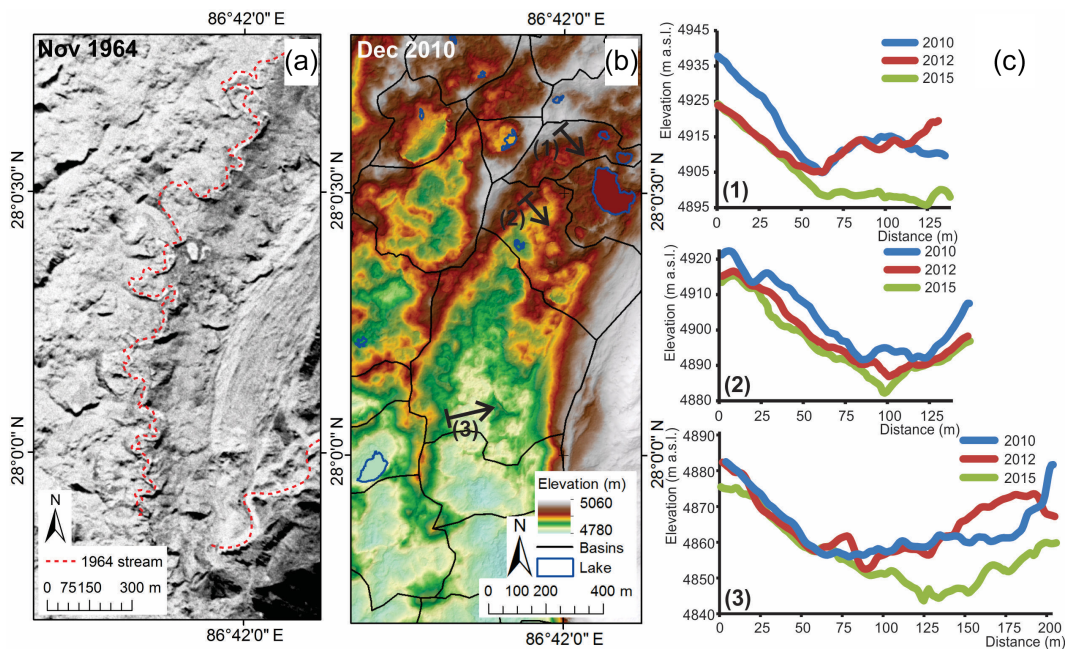 86°42'0" E
86°42'0" E
Nov 1964
(a)
28°0'30" N
28°0'0" N
N
1964 stream
0 75 150 300 m
86°42'0" E
Dec 2010
(b)
(1)
(2)
(3)
28°0'30" N
28°0'0" N
Elevation (m)
5060
4780
N
Basins
Lake
0 100 200 400 m
86°42'0" E
(c)
Elevation (m a.s.l.)
4945
4935
4925
4915
4905
4895
2010
2012
2015
(1)
0 25 50 75 100 125
Distance (m)
Elevation (m a.s.l.)
4920
4910
4900
4890
4880
2010
2012
2015
(2)
0 25 50 75 100 125
Distance (m)
Elevation (m a.s.l.)
4890
4880
4870
4860
4850
4840
2010
2012
2015
(3)
0 25 50 75 100 125 150 175 200
Distance (m)